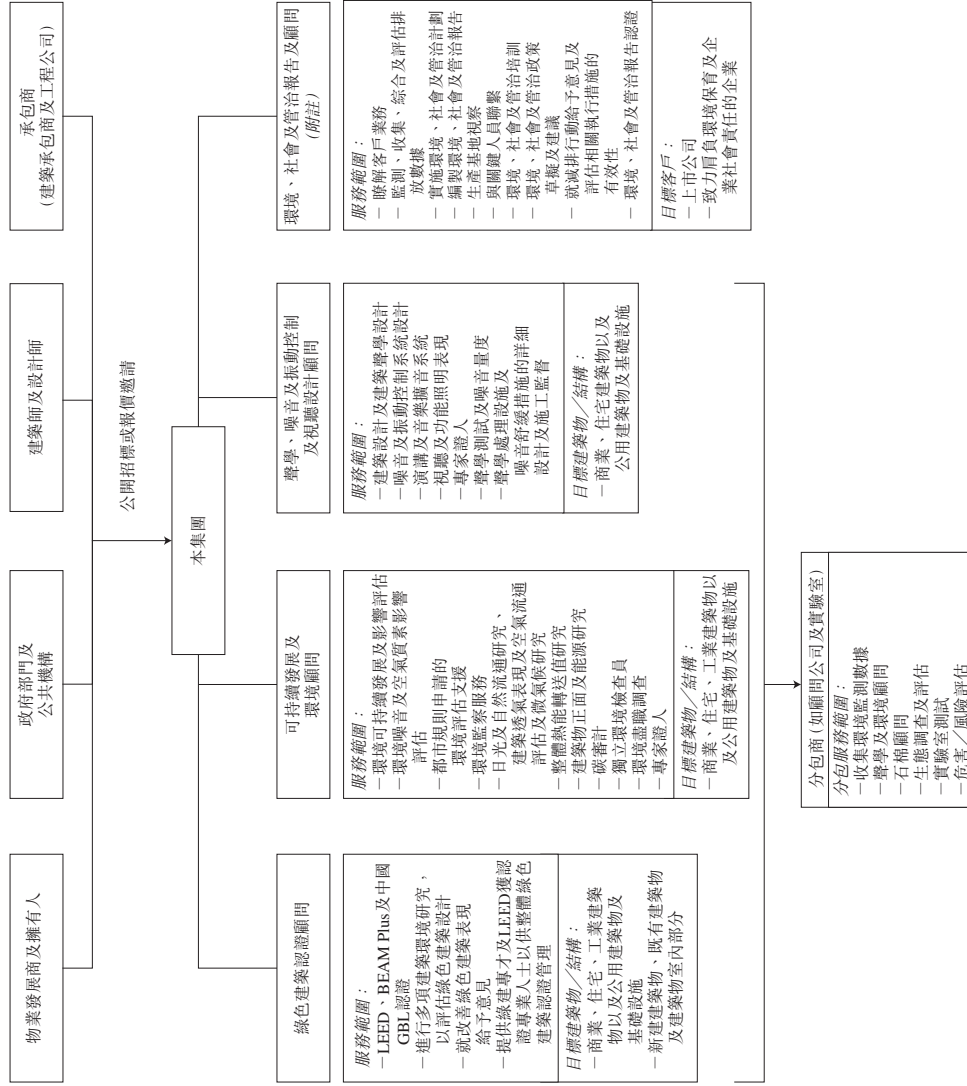 物業發展商及擁有人
政府部門及
公共機構
建築師及設計師
承包商
(建築承包商及工程公司)
公開招標或報價邀請
本集團
綠色建築認證顧問
服務範圍：
－LEED、BEAM Plus及中國
GBL認證
－進行多項建築環境研究，
以評估綠色建築設計
－就改善綠色建築表現
給予意見
－提供綠建專才及LEED獲認
證專業人士以供整體綠色
建築認證管理
目標建築物／結構：
－商業、住宅、工業建築
物以及公用建築物及
基礎設施
－新建建築物、既有建築物
及建築物室內部分
可持續發展及
環境顧問
服務範圍：
－環境可持續發展及影響評估
－環境噪音及空氣質素影響
評估
－都市規則申請的
環境評估支援
－環境監察服務
－日光及自然流通研究、
建築透氣表現及空氣流通
評估及微氣候研究
－整體熱能轉送值研究
－建築物正面及能源研究
－碳審計
－獨立環境檢查員
－環境盡職調查
－專家證人
目標建築物／結構：
－商業、住宅、工業建築物以
及公用建築物及基礎設施
聲學、噪音及振動控制
及視聽設計顧問
服務範圍：
－建築設計及建築聲學設計
－噪音及振動控制系統設計
－演講及音樂擴音系統
－視聽及功能照明表現
－專家證人
－聲學測試及噪音量度
－聲學處理設施及
噪音舒緩措施的詳細
設計及施工監督
目標建築物／結構：
－商業、住宅建築物以及
公用建築物及基礎設施
環境、社會及管治報告及顧問
(附註)
服務範圍：
－瞭解客戶業務
－監測、收集、綜合及評估排
放數據
－實施環境、社會及管治計劃
－編製環境、社會及管治報告
－生產基地視察
－與關鍵人員聯繫
－環境、社會及管治培訓
－環境、社會及管治政策
草擬及建議
－就減排行動給予意見及
評估相關執行措施的
有效性
－環境、社會及管治報告認證
目標客戶：
－上市公司
－致力肩負環境保育及企
業社會責任的企業
分包商(如顧問公司及實驗室)
分包服務範圍：
－收集環境監測數據
－聲學及環境顧問
－石棉顧問
－生態調查及評估
－實驗室測試
－危害／風險評估